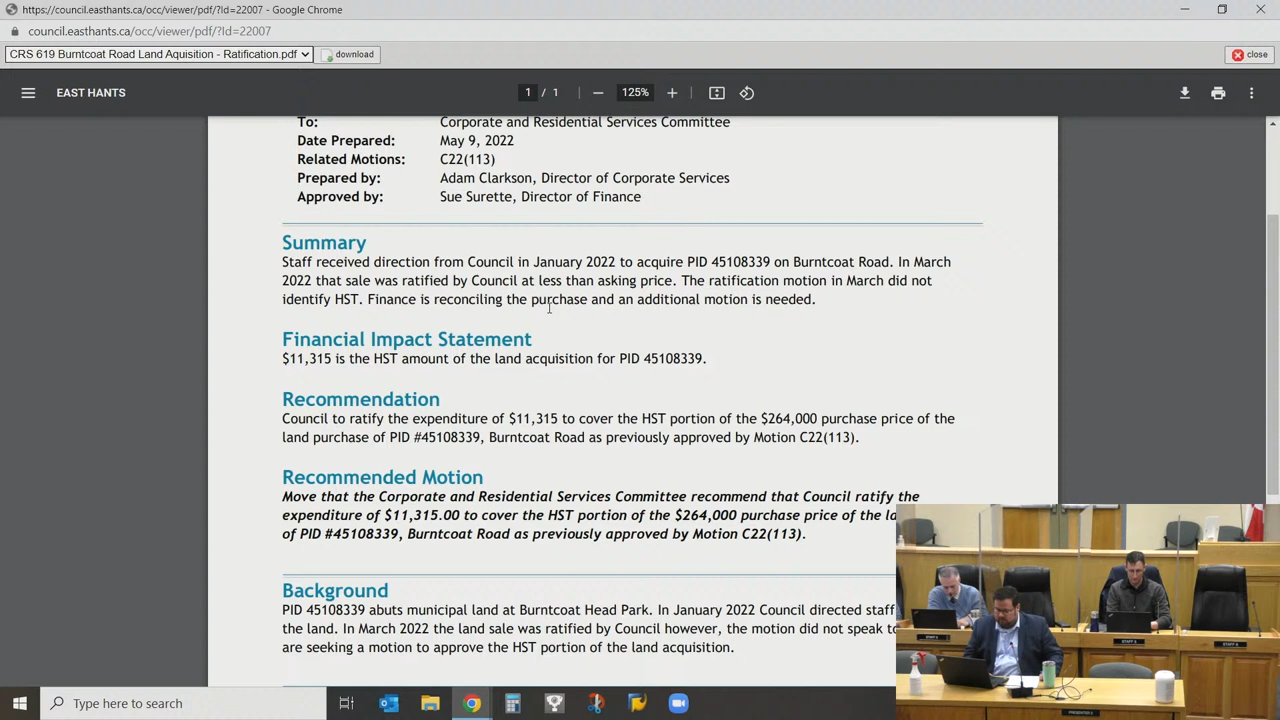 https://council.easthants.ca/occ/viewer/pdf/?Id=22007 - Google Chrome
council.easthants.ca/occ/viewer/pdf/?Id=22007
CRS 619 Burntcoat Road Land Aquisition - Ratification.pdf download close
EAST HANTS 1 / 1 125%
To: Corporate and Residential Services Committee
Date Prepared: May 9, 2022
Related Motions: C22(113)
Prepared by: Adam Clarkson, Director of Corporate Services
Approved by: Sue Surette, Director of Finance
Summary
Staff received direction from Council in January 2022 to acquire PID 45108339 on Burntcoat Road. In March
2022 that sale was ratified by Council at less than asking price. The ratification motion in March did not
identify HST. Finance is reconciling the purchase and an additional motion is needed.
Financial Impact Statement
$11,315 is the HST amount of the land acquisition for PID 45108339.
Recommendation
Council to ratify the expenditure of $11,315 to cover the HST portion of the $264,000 purchase price of the
land purchase of PID #45108339, Burntcoat Road as previously approved by Motion C22(113).
Recommended Motion
Move that the Corporate and Residential Services Committee recommend that Council ratify the
expenditure of $11,315.00 to cover the HST portion of the $264,000 purchase price of the
of PID #45108339, Burntcoat Road as previously approved by Motion C22(113).
Background
PID 45108339 abuts municipal land at Burntcoat Head Park. In January 2022 Council directed staff
the land. In March 2022 the land sale was ratified by Council however, the motion did not speak
are seeking a motion to approve the HST portion of the land acquisition.
Type here to search